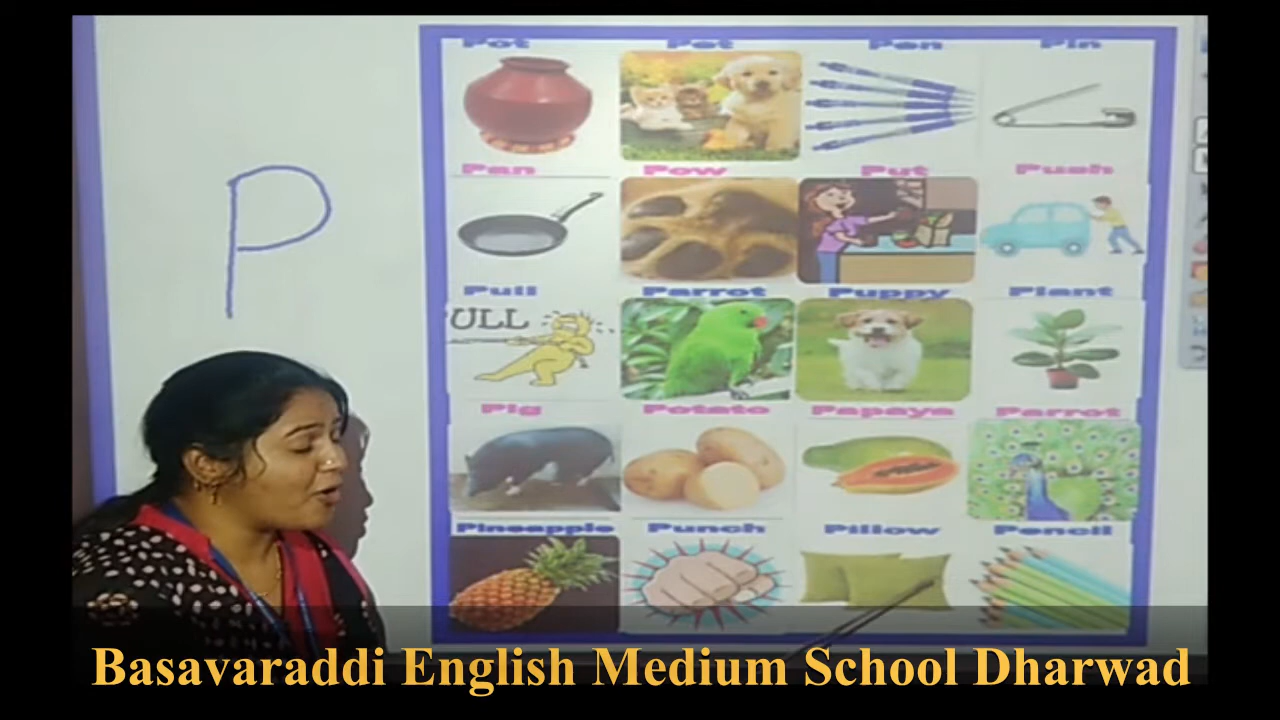 P
Pot Pet Pen Pin
Pan Pow Put Push
Pull Parrot Puppy Plant
ULL
Pig Potato Papaya Parrot
Pineapple Punch Pillow Pencil
Basavaraddi English Medium School Dharwad